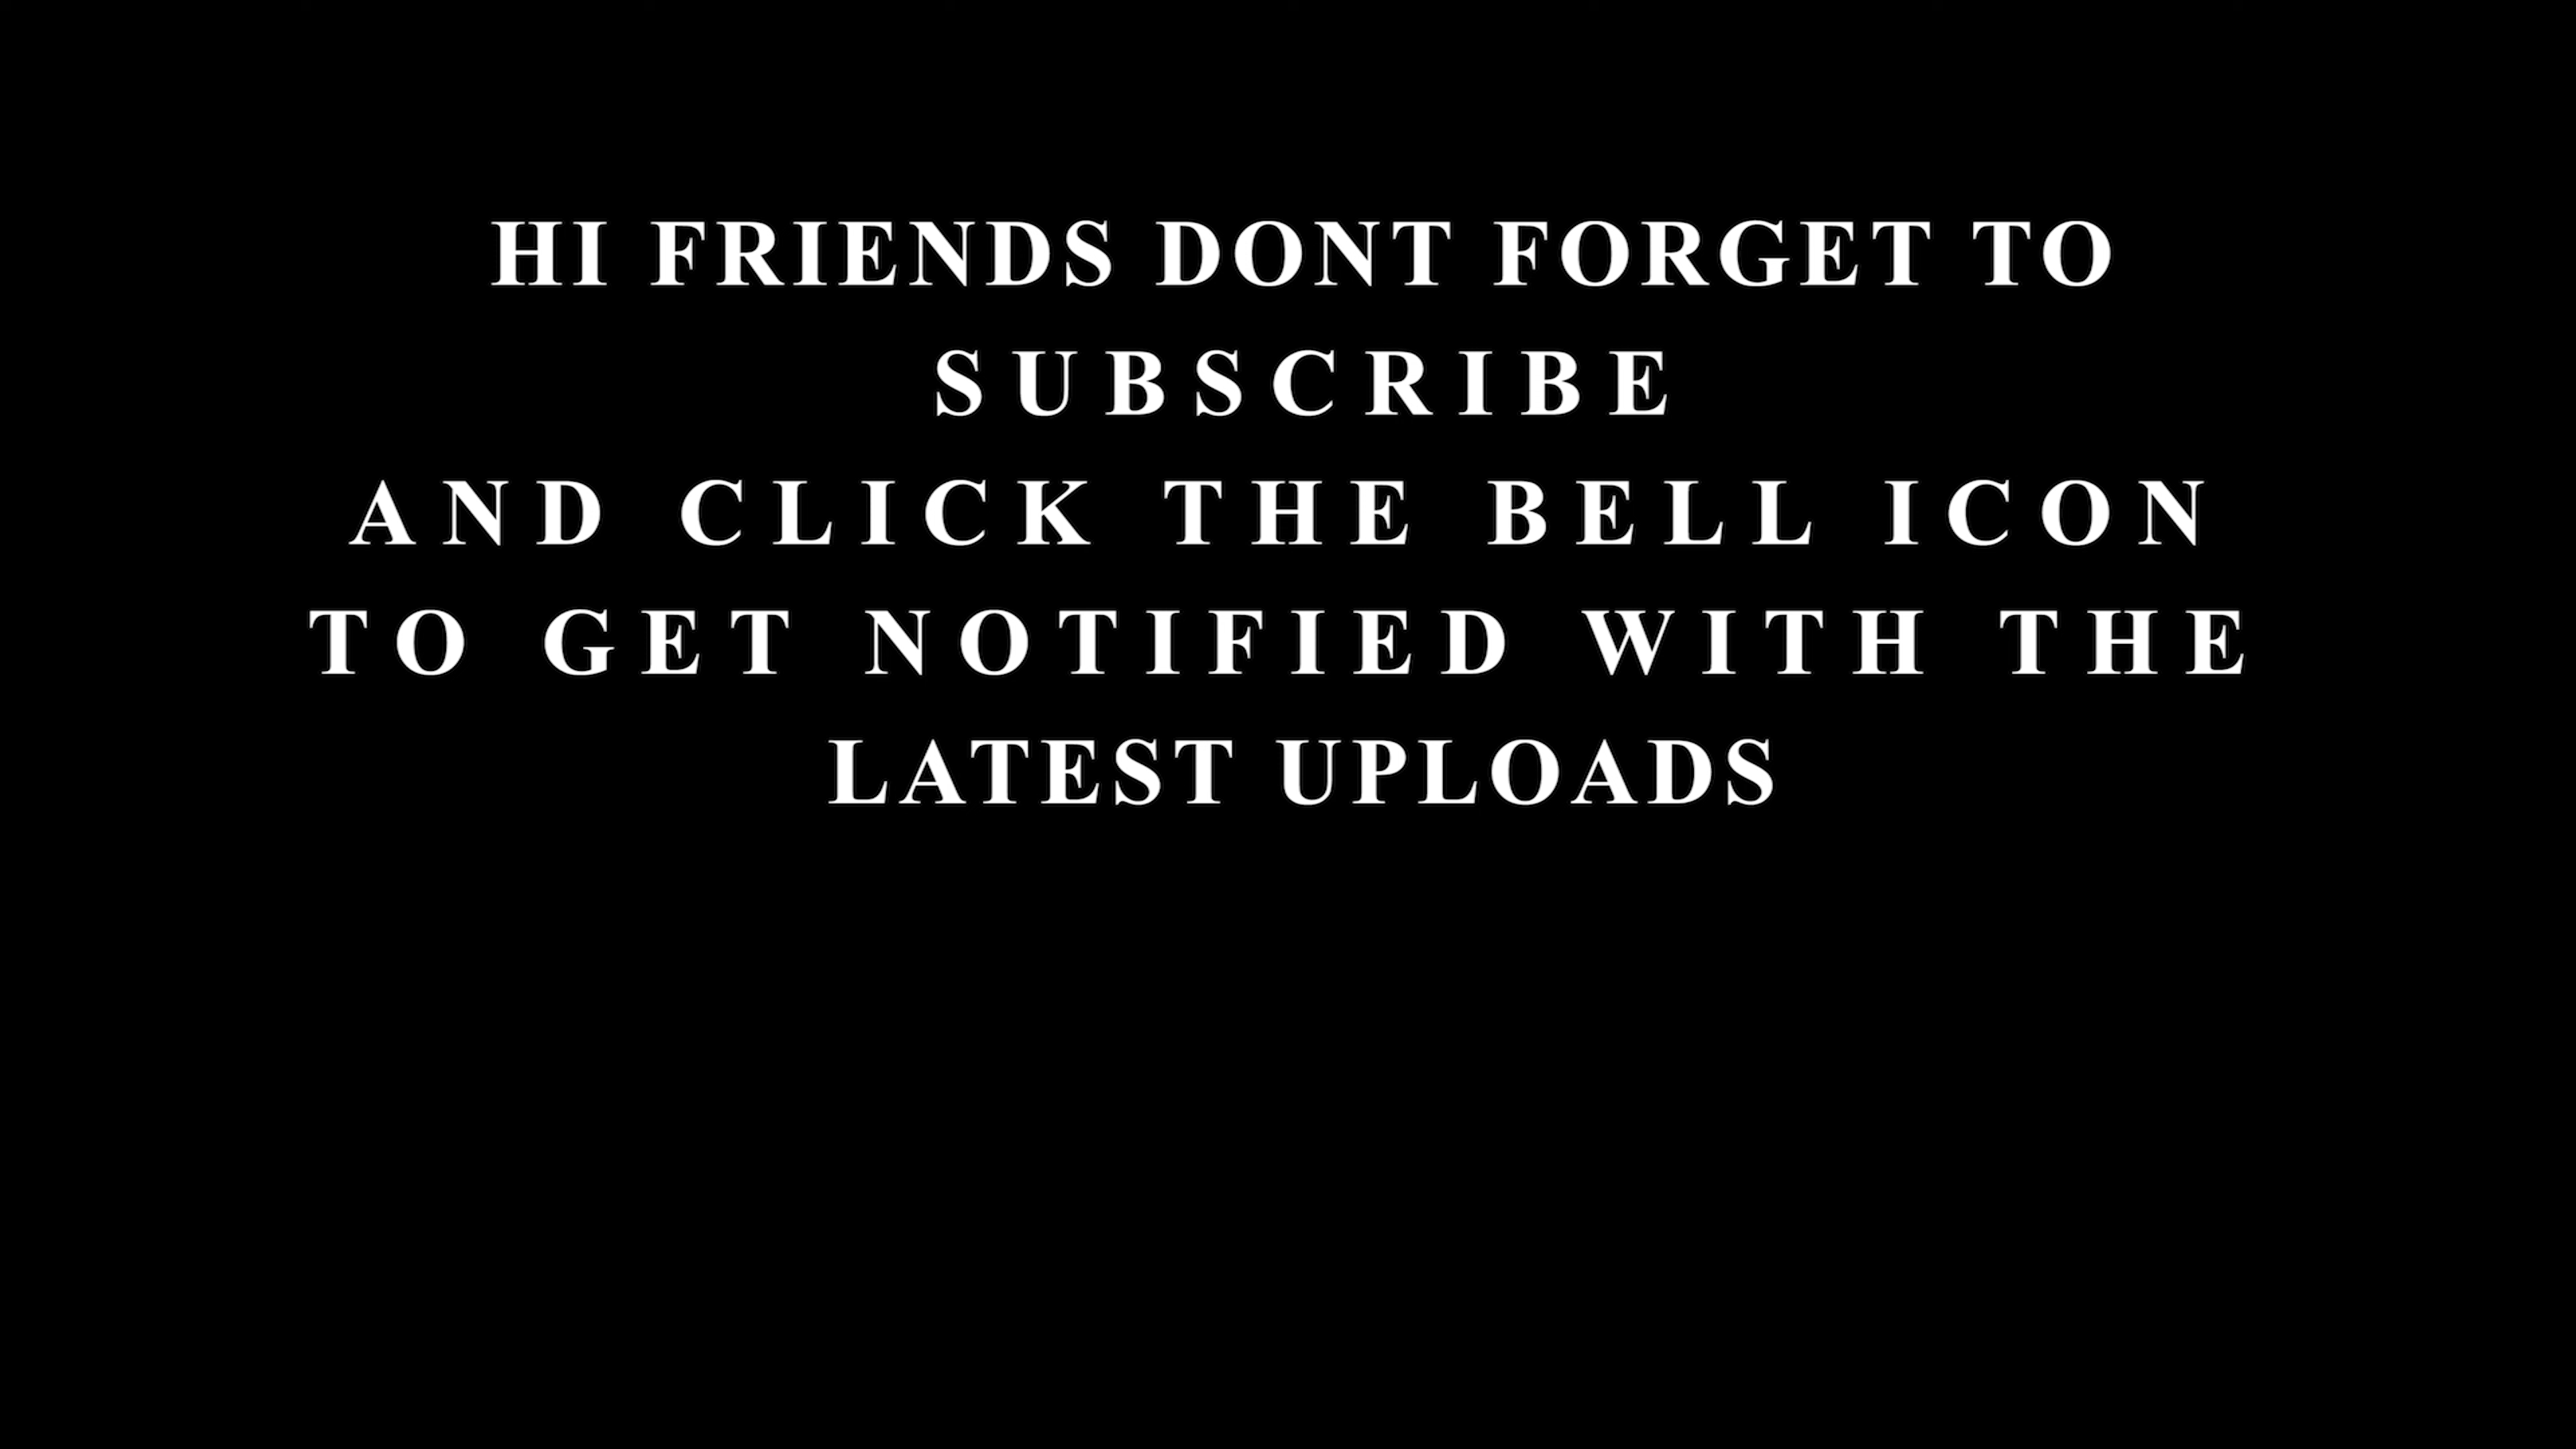 HI FRIENDS DONT FORGET TO
SUBSCRIBE
AND CLICK THE BELL ICON
TO GET NOTIFIED WITH THE
LATEST UPLOADS